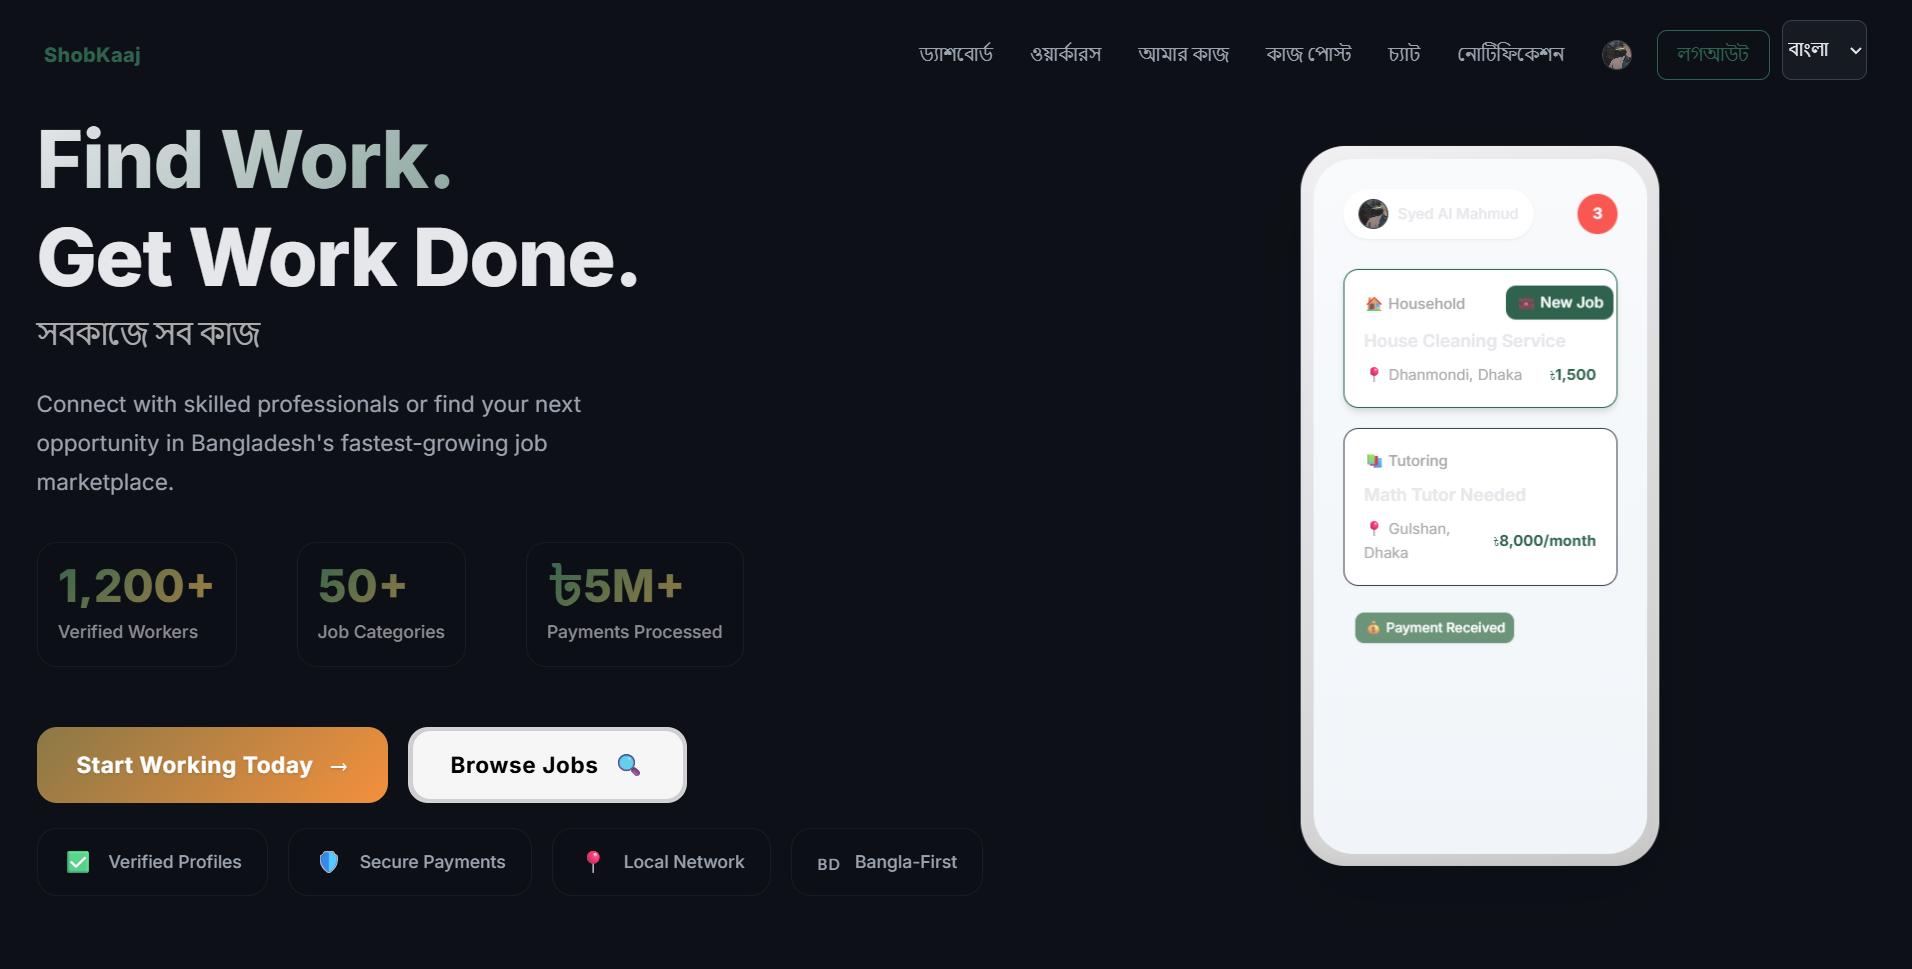 ShobKaaj
ড্যাশবোর্ড
ওয়ার্কারস
আমার কাজ
কাজ পোস্ট
চ্যাট
নোটিফিকেশন
লগআউট
বাংলা
Find Work.
Get Work Done.
সবকাজে সব কাজ
Connect with skilled professionals or find your next
opportunity in Bangladesh's fastest-growing job
marketplace.
1,200+
Verified Workers
50+
Job Categories
৳5M+
Payments Processed
Start Working Today →
Browse Jobs
Verified Profiles
Secure Payments
Local Network
BD Bangla-First
Syed Al Mahmud
3
Household
New Job
House Cleaning Service
Dhanmondi, Dhaka
৳1,500
Tutoring
Math Tutor Needed
Gulshan,
Dhaka
৳8,000/month
Payment Received